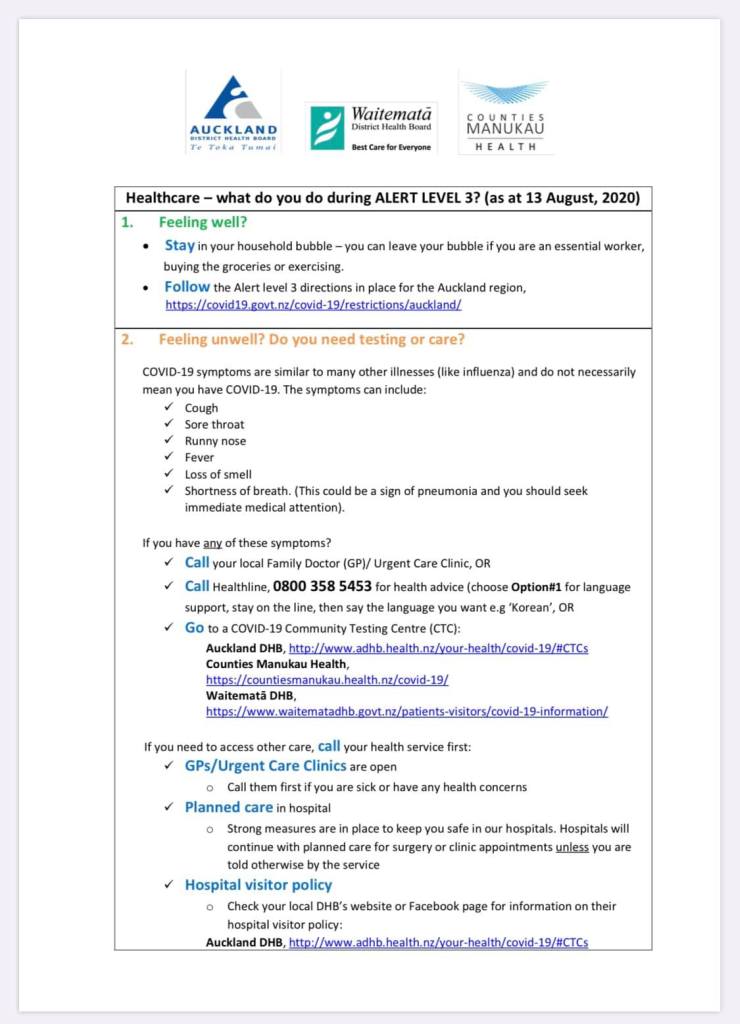 AUCKLAND
DISTRICT HEALTH BOARD
Te Toka Tumai
Waitematā
District Health Board
Best Care for Everyone
COUNTIES
MANUKAU
HEALTH
Healthcare – what do you do during ALERT LEVEL 3? (as at 13 August, 2020)
1. Feeling well?
• Stay in your household bubble – you can leave your bubble if you are an essential worker,
buying the groceries or exercising.
• Follow the Alert level 3 directions in place for the Auckland region,
https://covid19.govt.nz/covid-19/restrictions/auckland/
2. Feeling unwell? Do you need testing or care?
COVID-19 symptoms are similar to many other illnesses (like influenza) and do not necessarily
mean you have COVID-19. The symptoms can include:
✓ Cough
✓ Sore throat
✓ Runny nose
✓ Fever
✓ Loss of smell
✓ Shortness of breath. (This could be a sign of pneumonia and you should seek
immediate medical attention).
If you have any of these symptoms?
✓ Call your local Family Doctor (GP)/ Urgent Care Clinic, OR
✓ Call Healthline, 0800 358 5453 for health advice (choose Option#1 for language
support, stay on the line, then say the language you want e.g ‘Korean’, OR
✓ Go to a COVID-19 Community Testing Centre (CTC):
Auckland DHB, http://www.adhb.health.nz/your-health/covid-19/#CTCs
Counties Manukau Health,
https://countiesmanukau.health.nz/covid-19/
Waitematā DHB,
https://www.waitematadhb.govt.nz/patients-visitors/covid-19-information/
If you need to access other care, call your health service first:
✓ GPs/Urgent Care Clinics are open
o Call them first if you are sick or have any health concerns
✓ Planned care in hospital
o Strong measures are in place to keep you safe in our hospitals. Hospitals will
continue with planned care for surgery or clinic appointments unless you are
told otherwise by the service
✓ Hospital visitor policy
o Check your local DHB’s website or Facebook page for information on their
hospital visitor policy:
Auckland DHB, http://www.adhb.health.nz/your-health/covid-19/#CTCs